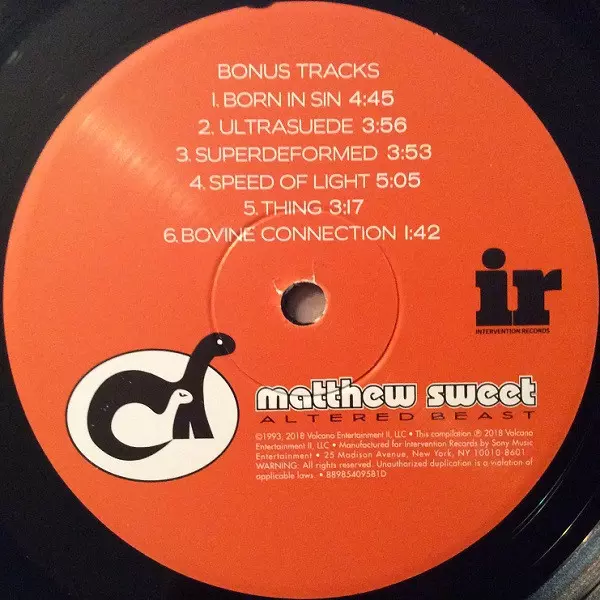 BONUS TRACKS
1. BORN IN SIN 4:45
2. ULTRASUEDE 3:56
3. SUPERDEFORMED 3:53
4. SPEED OF LIGHT 5:05
5. THING 3:17
6. BOVINE CONNECTION 1:42
ir
INTERVENTION RECORDS
matthew sweet
ALTERED BEAST
©1993, 2018 Volcano Entertainment II, LLC • This compilation ℗ 2018 Volcano
Entertainment II, LLC • Manufactured for Intervention Records by Sony Music
Entertainment • 25 Madison Avenue, New York, NY 10010-8601
WARNING: All rights reserved. Unauthorized duplication is a violation of
applicable laws. • 88985409581D